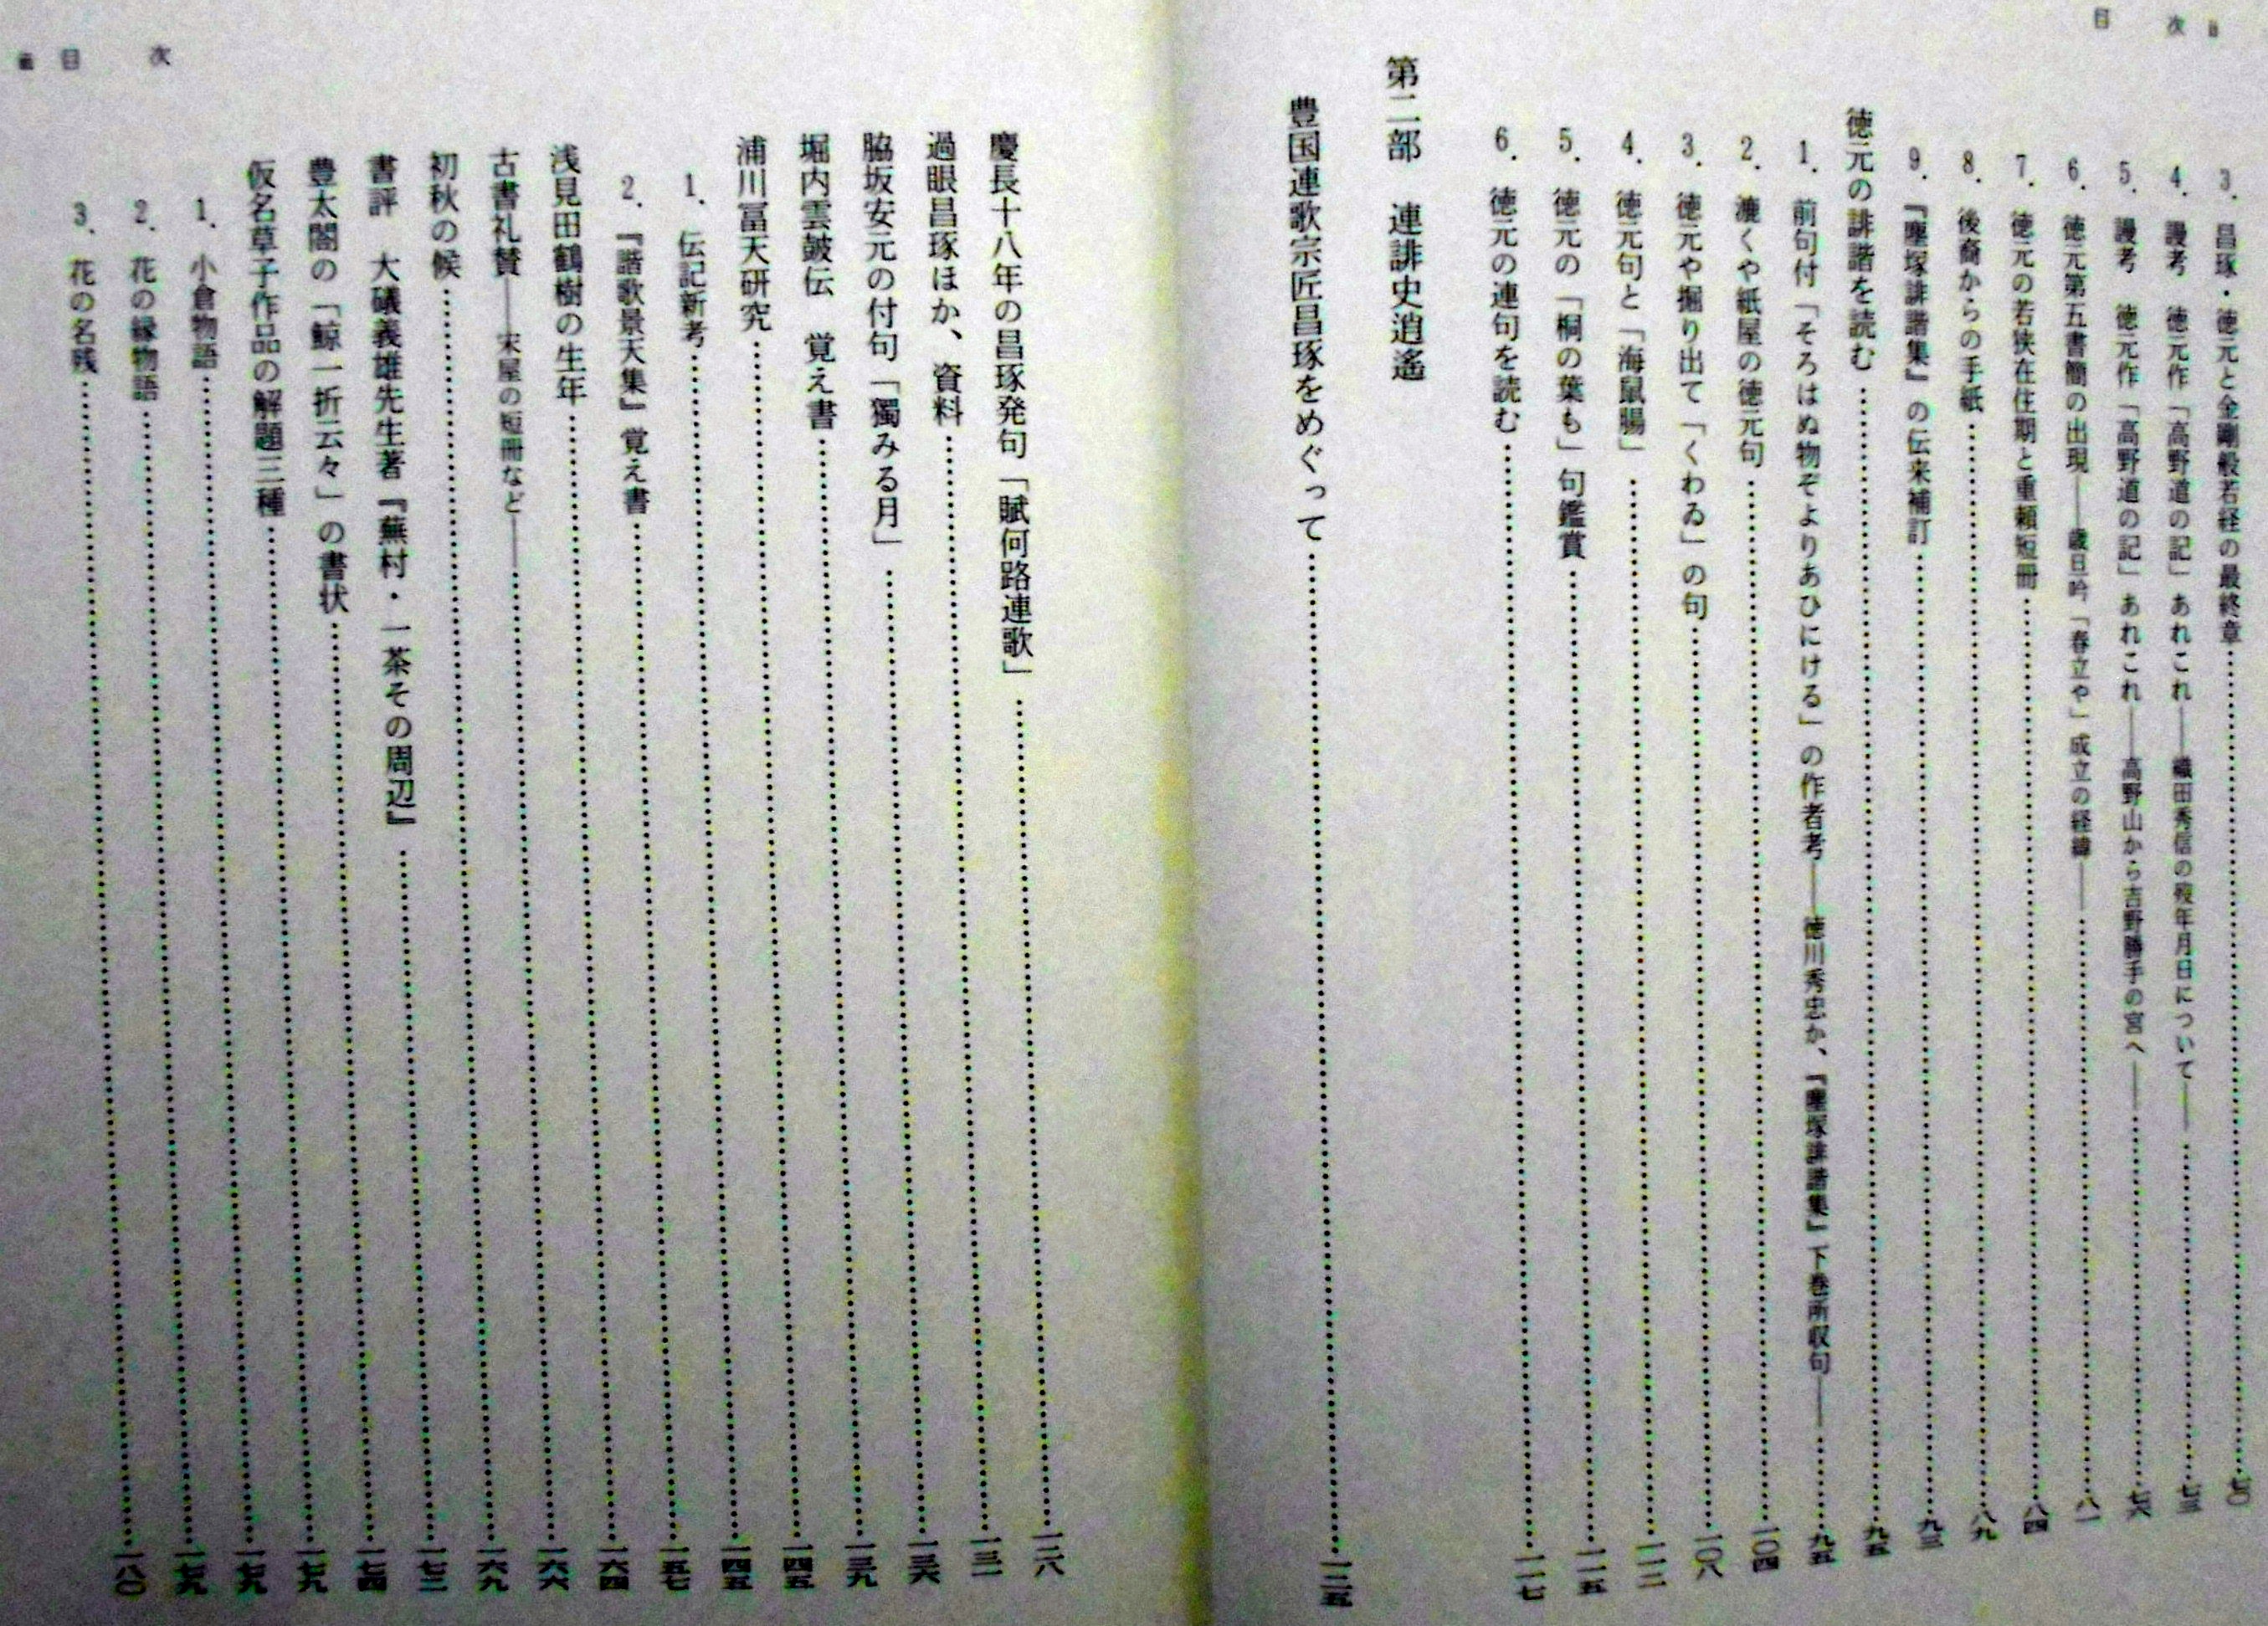 目次
3. 昌琢・徳元と金剛般若経の最終章……七〇
4. 謾考 徳元作「高野道の記」あれこれ――織田秀信の歿年月日について――……七三
5. 謾考 徳元作「高野道の記」あれこれ――高野山から吉野勝手の宮へ――……七六
6. 徳元第五書簡の出現――歳旦吟「春立や」成立の経緯――……八一
7. 徳元の若狭在住期と重頼短冊……八四
8. 後裔からの手紙……八九
9. 『塵塚誹諧集』の伝来補訂……九三
徳元の誹諧を読む……九五
1. 前句付「そろはぬ物ぞよりあひにける」の作者考――徳川秀忠か、『塵塚誹諧集』下巻所収句――……九五
2. 漉くや紙屋の徳元句……一〇四
3. 徳元や掘り出て「くわゐ」の句……一〇八
4. 徳元句と「海鼠腸」……一一二
5. 徳元の「桐の葉も」句鑑賞……一一五
6. 徳元の連句を読む……一一七
第二部 連誹史逍遙
豊国連歌宗匠昌琢をめぐって……一二五
慶長十八年の昌琢発句「賦何路連歌」……一二八
過眼昌琢ほか、資料……一三一
脇坂安元の付句「獨みる月」……一三六
堀内雲皷伝 覚え書……一三九
浦川冨天研究……一四五
1. 伝記新考……一四五
2. 『諧歌景天集』覚え書……一五七
浅見田鶴樹の生年……一六四
古書礼賛――宋屋の短冊など――……一六六
初秋の候……一六九
書評 大礒義雄先生著『蕪村・一茶その周辺』……一七二
豊太閤の「鯨一折云々」の書状……一七四
仮名草子作品の解題三種……一七九
1. 小倉物語……一七九
2. 花の縁物語……一七九
3. 花の名残……一八〇
目次